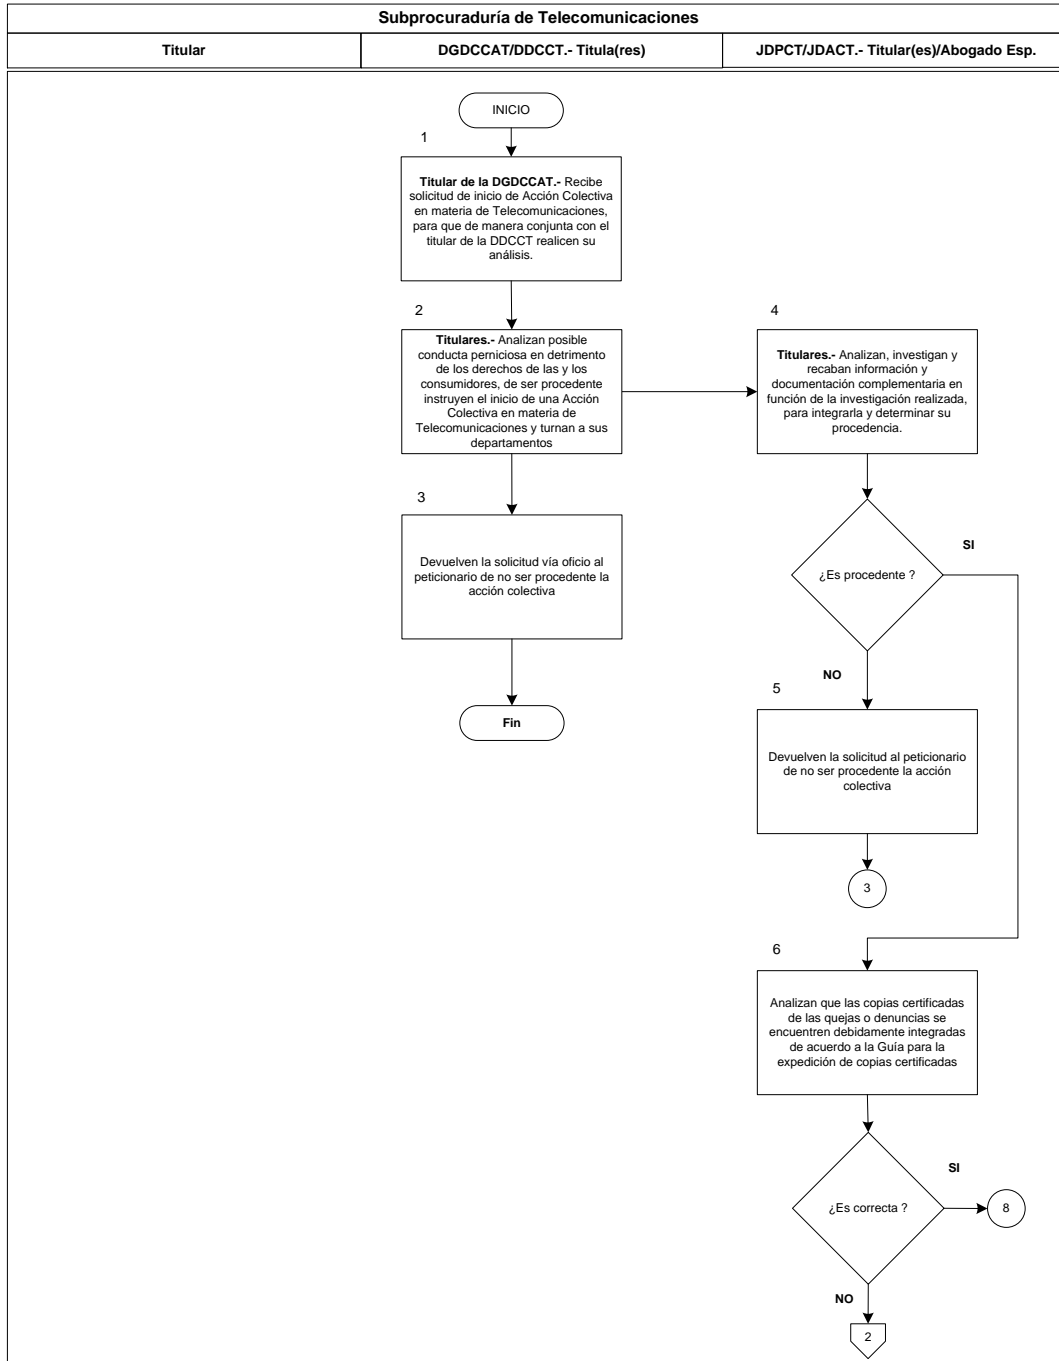 Subprocuraduría de Telecomunicaciones
Titular
DGDCCAT/DDCCT.- Titula(res)
JDPCT/JDACT.- Titular(es)/Abogado Esp.
INICIO
1
Titular de la DGDCCAT.- Recibe
solicitud de inicio de Acción Colectiva
en materia de Telecomunicaciones,
para que de manera conjunta con el
titular de la DDCCT realicen su
análisis.
2
Titulares.- Analizan posible
conducta perniciosa en detrimento
de los derechos de las y los
consumidores, de ser procedente
instruyen el inicio de una Acción
Colectiva en materia de
Telecomunicaciones y turnan a sus
departamentos
3
Devuelven la solicitud vía oficio al
peticionario de no ser procedente la
acción colectiva
Fin
4
Titulares.- Analizan, investigan y
recaban información y
documentación complementaria en
función de la investigación realizada,
para integrarla y determinar su
procedencia.
¿Es procedente ?
SI
NO
5
Devuelven la solicitud al peticionario
de no ser procedente la acción
colectiva
3
6
Analizan que las copias certificadas
de las quejas o denuncias se
encuentren debidamente integradas
de acuerdo a la Guía para la
expedición de copias certificadas
¿Es correcta ?
SI
8
NO
2